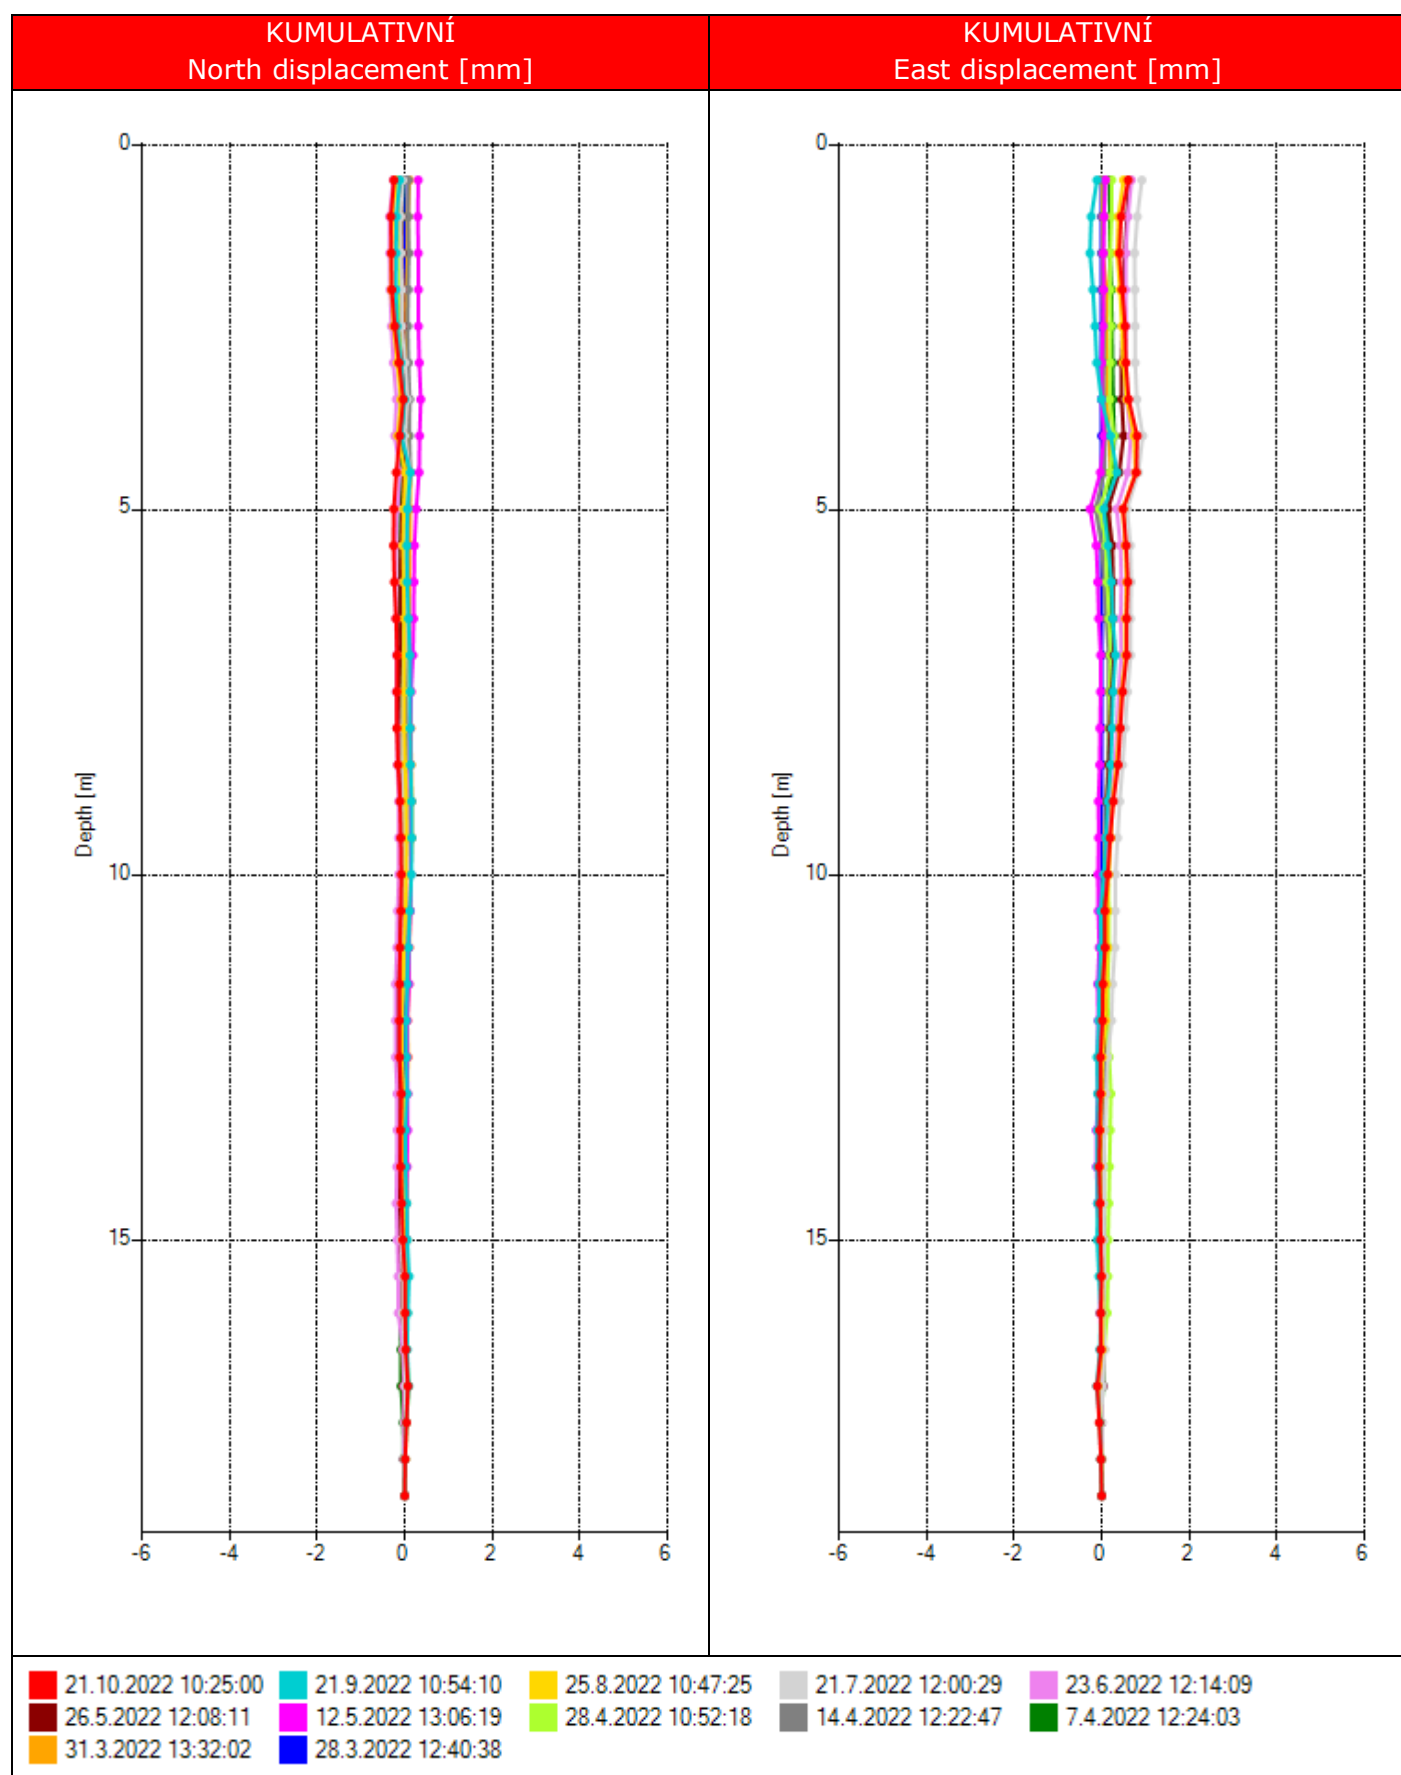 KUMULATIVNÍ
North displacement [mm]
KUMULATIVNÍ
East displacement [mm]
0
5
10
15
Depth [m]
-6 -4 -2 0 2 4 6
0
5
10
15
Depth [m]
-6 -4 -2 0 2 4 6
21.10.2022 10:25:00 21.9.2022 10:54:10 25.8.2022 10:47:25 21.7.2022 12:00:29 23.6.2022 12:14:09
26.5.2022 12:08:11 12.5.2022 13:06:19 28.4.2022 10:52:18 14.4.2022 12:22:47 7.4.2022 12:24:03
31.3.2022 13:32:02 28.3.2022 12:40:38